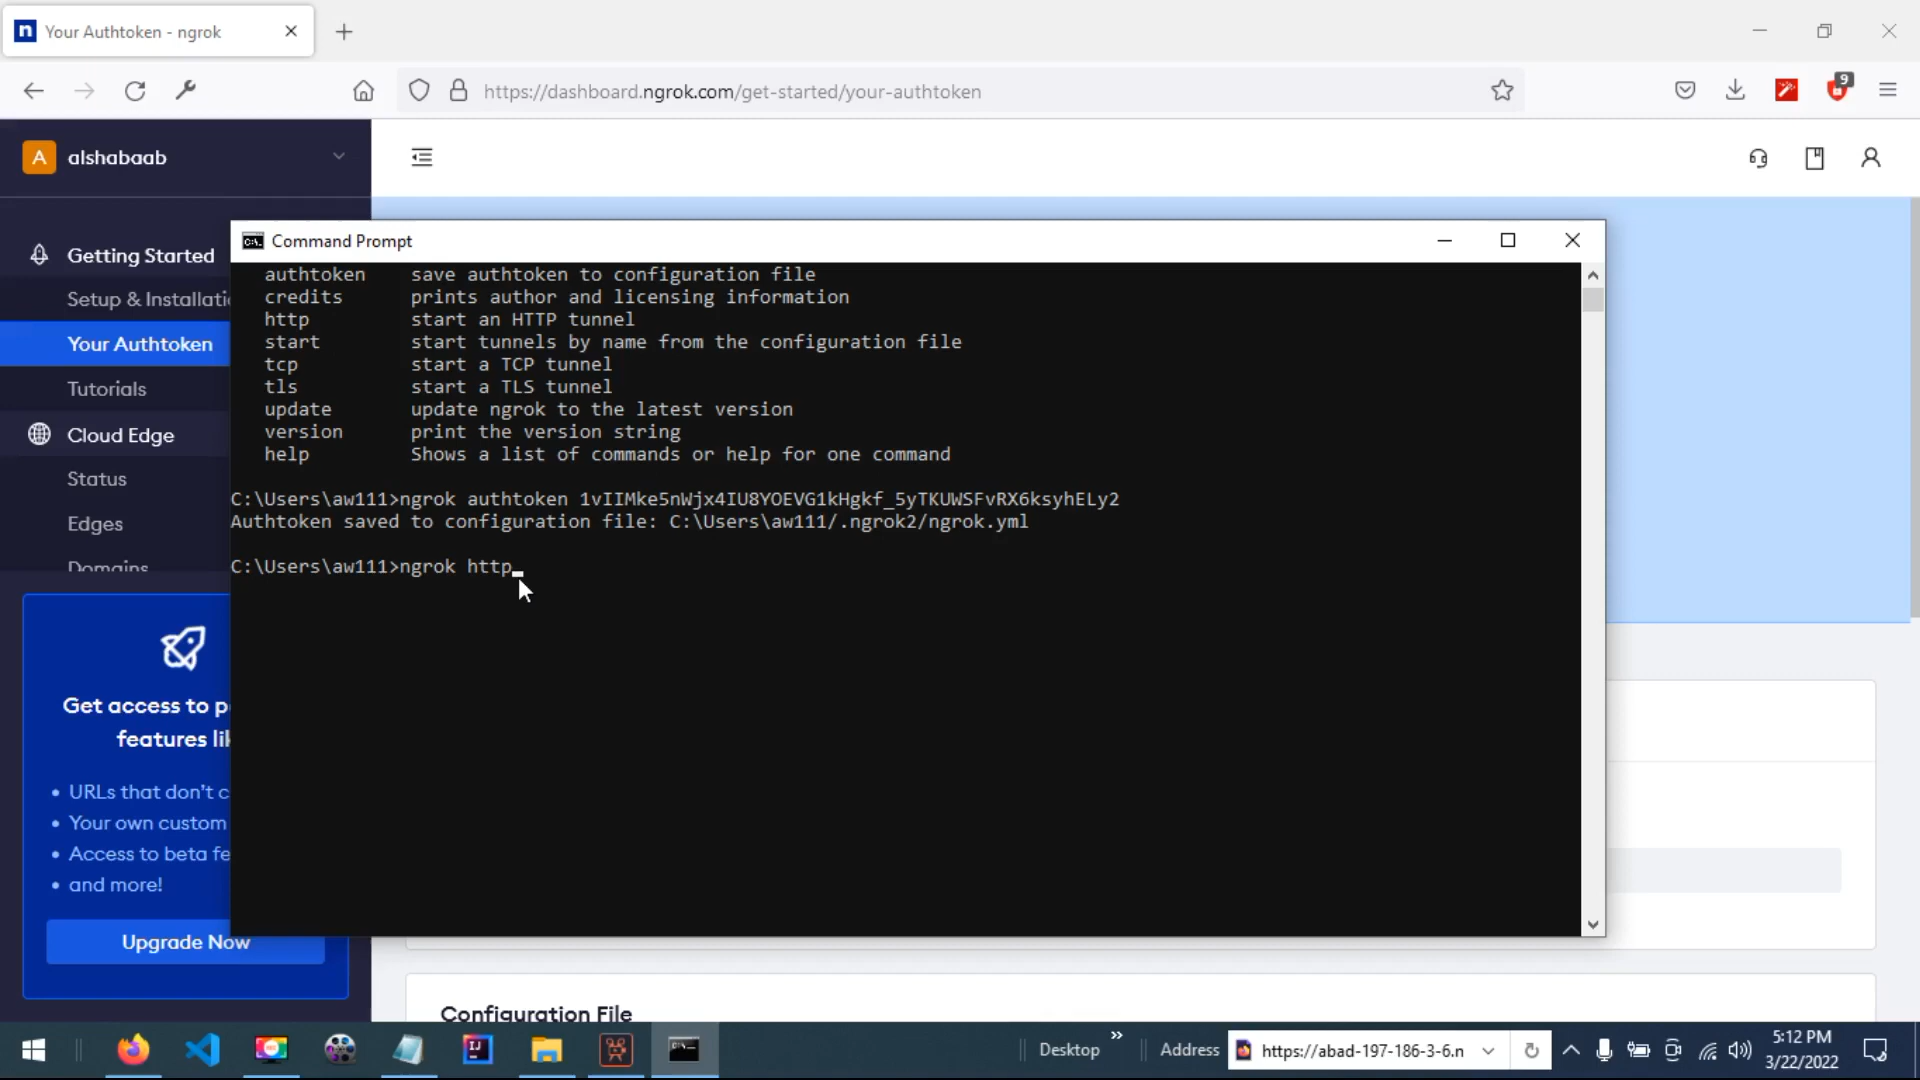 Your Authtoken - ngrok
https://dashboard.ngrok.com/get-started/your-authtoken
9
A alshabaab
Getting Started
Setup & Installati
Your Authtoken
Tutorials
Cloud Edge
Status
Edges
Domains
Get access to p
features li
URLs that don't c
Your own custom
Access to beta fe
and more!
Upgrade Now
Command Prompt
authtoken save authtoken to configuration file
credits prints author and licensing information
http start an HTTP tunnel
start start tunnels by name from the configuration file
tcp start a TCP tunnel
tls start a TLS tunnel
update update ngrok to the latest version
version print the version string
help Shows a list of commands or help for one command
C:\Users\aw111>ngrok authtoken 1vIIMke5nWjx4IU8YOEVG1kHgkf_5yTKUWSFvRX6ksyhELy2
Authtoken saved to configuration file: C:\Users\aw111/.ngrok2/ngrok.yml
C:\Users\aw111>ngrok http_
Configuration File
Desktop
Address
https://abad-197-186-3-6.n
5:12 PM
3/22/2022